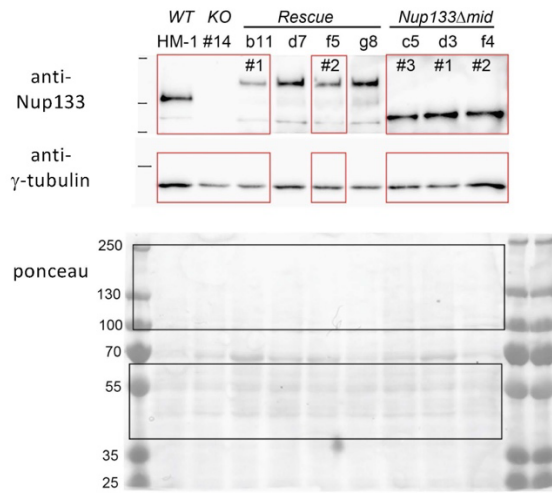 WT KO Rescue Nup133Δmid
HM-1 #14 b11 d7 f5 g8 c5 d3 f4
#1 #2 #3 #1 #2
anti-
Nup133
anti-
γ-tubulin
ponceau
250
130
100
70
55
35
25